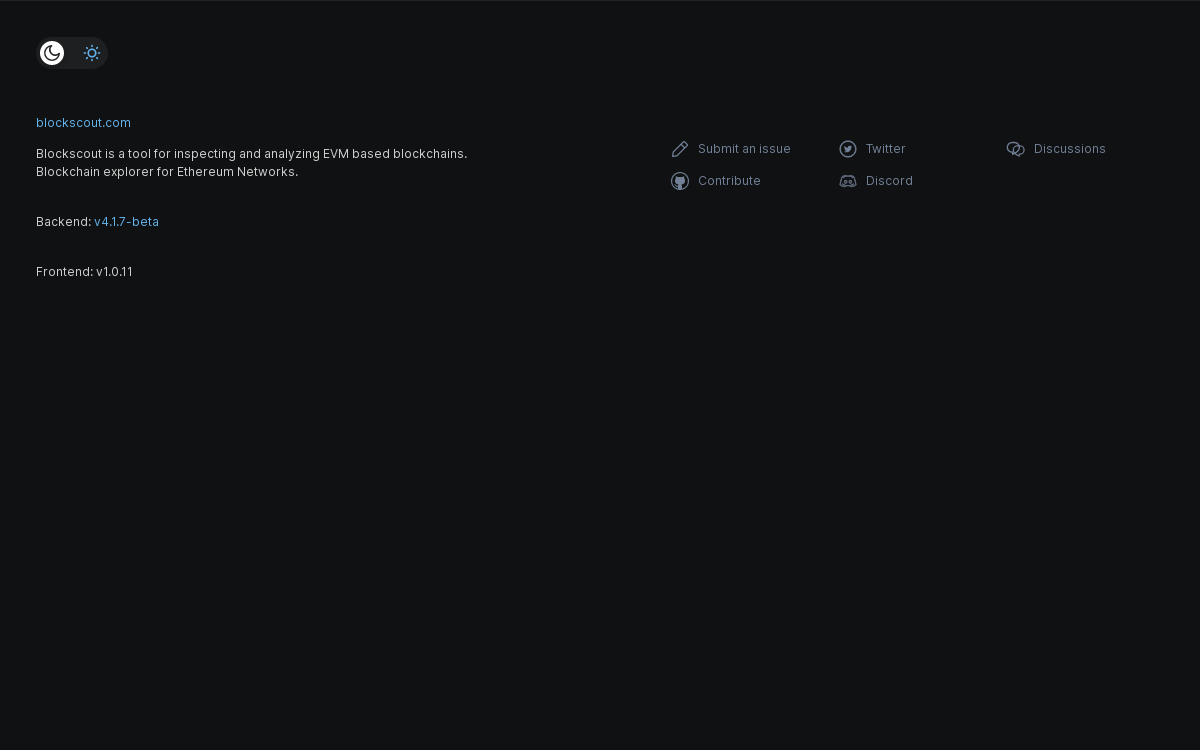 blockscout.com
Blockscout is a tool for inspecting and analyzing EVM based blockchains.
Blockchain explorer for Ethereum Networks.
Backend: v4.1.7-beta
Frontend: v1.0.11
Submit an issue
Twitter
Discussions
Contribute
Discord